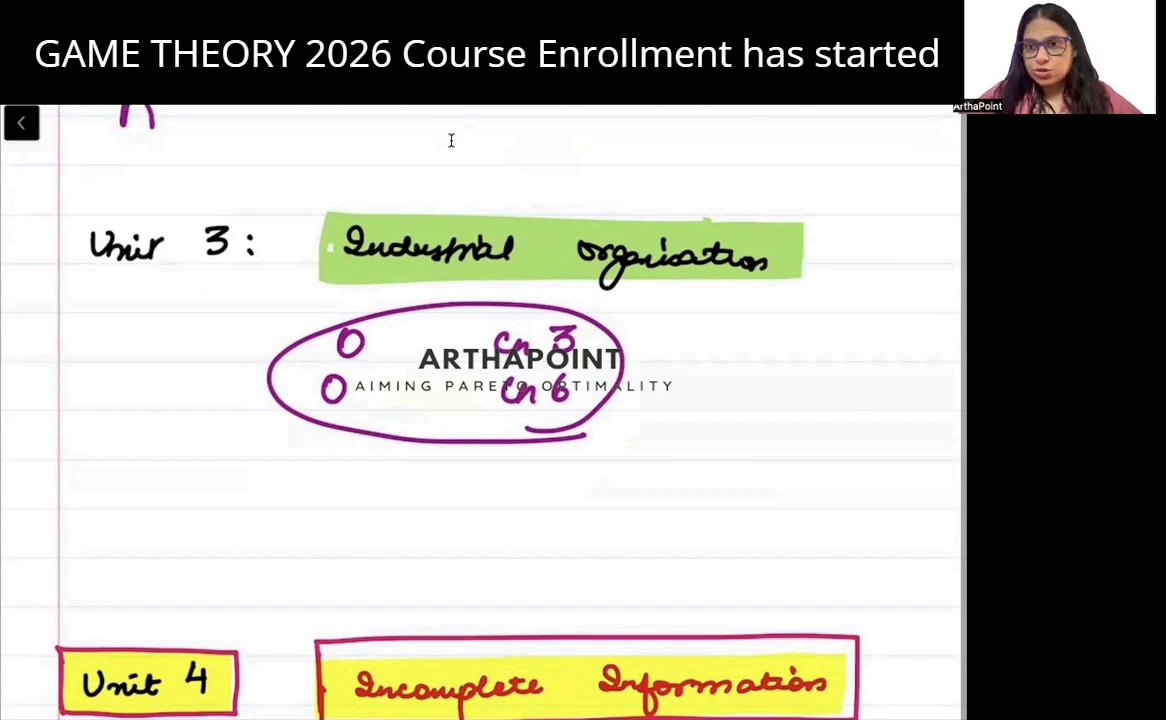 GAME THEORY 2026 Course Enrollment has started
ArthaPoint
Unit 3: Industrial Organisation
O Ch 3
ARTHAPOINT
O Ch 6
AIMING PARETO OPTIMALITY
Unit 4 Incomplete Information